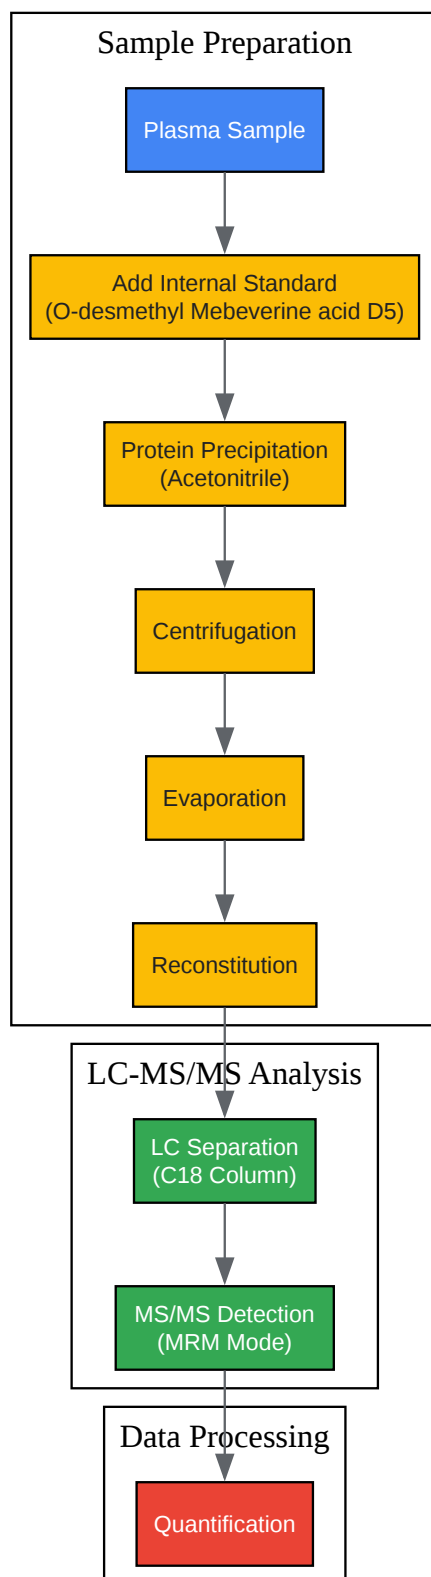 Sample Preparation
Plasma Sample
Add Internal Standard
(O-desmethyl Mebeverine acid D5)
Protein Precipitation
(Acetonitrile)
Centrifugation
Evaporation
Reconstitution
LC-MS/MS Analysis
LC Separation
(C18 Column)
MS/MS Detection
(MRM Mode)
Data Processing
Quantification